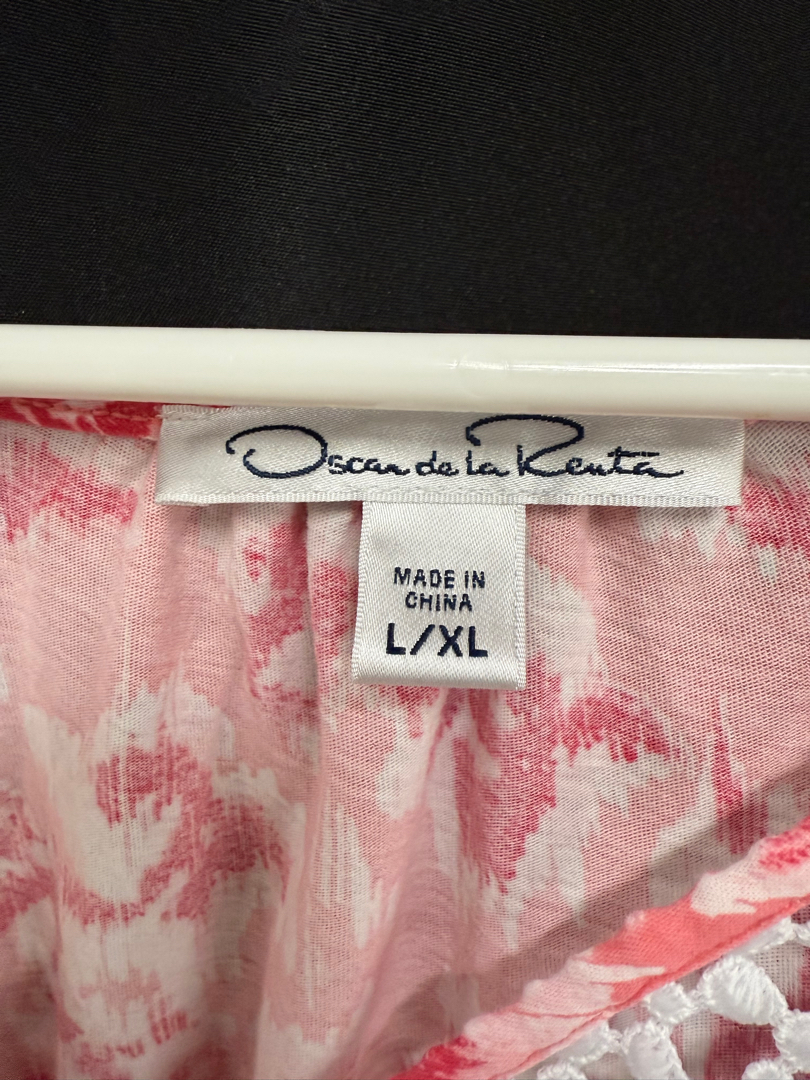 Oscar de la Renta
MADE IN
CHINA
L/XL